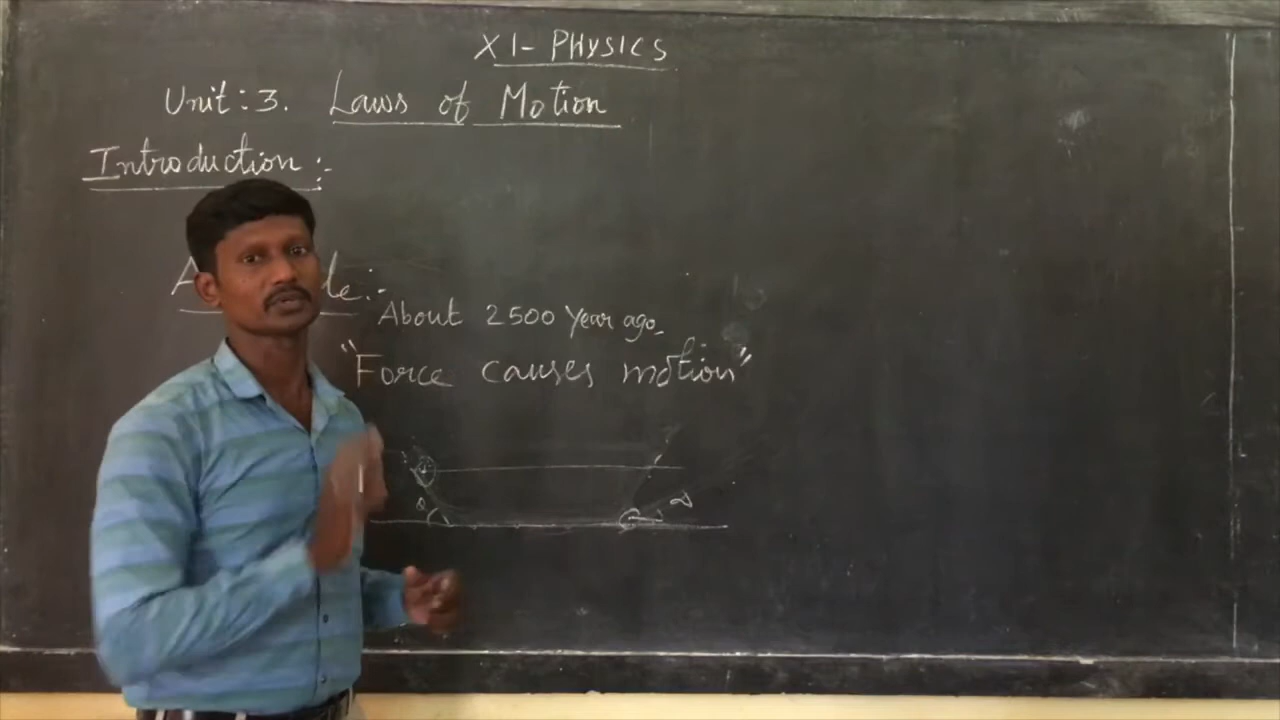 XI- PHYSICS
Unit: 3. Laws of Motion
Introduction :-
About 2500 Year ago
"Force causes motion"